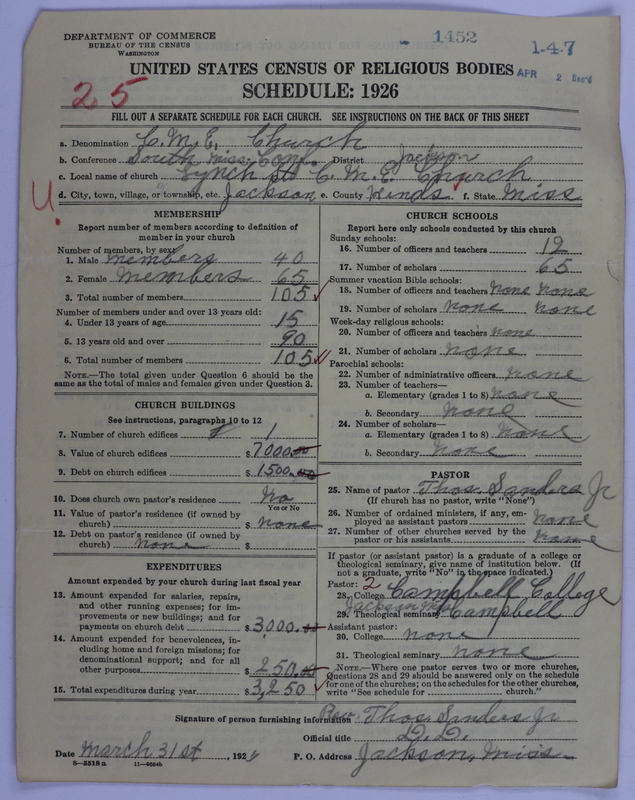 DEPARTMENT OF COMMERCE
BUREAU OF THE CENSUS
WASHINGTON
1452
1-4-7
APR 2
UNITED STATES CENSUS OF RELIGIOUS BODIES
25
SCHEDULE: 1926
FILL OUT A SEPARATE SCHEDULE FOR EACH CHURCH. SEE INSTRUCTIONS ON THE BACK OF THIS SHEET
a. Denomination C. M. E. Church
b. Conference South Miss. Conf. District Jackson
c. Local name of church Lynch St C. M. E. Church
U.
d. City, town, village, or township, etc. Jackson e. County Hinds f. State Miss
MEMBERSHIP
Report number of members according to definition of member in your church
Number of members, by sex:
1. Male members 40
2. Female members 65
3. Total number of members 105
Number of members under and over 13 years old:
4. Under 13 years of age 15
5. 13 years old and over 90
6. Total number of members 105
NOTE.—The total given under Question 6 should be the
same as the total of males and females given under Question 3.
CHURCH BUILDINGS
See instructions, paragraphs 10 to 12
7. Number of church edifices 1
8. Value of church edifices $ 7000.00
9. Debt on church edifices $ 1500.00
10. Does church own pastor's residence No
Yes or No
11. Value of pastor's residence (if owned by
church) $ none
12. Debt on pastor's residence (if owned by
church) none $
EXPENDITURES
Amount expended by your church during last fiscal year
13. Amount expended for salaries, repairs,
and other running expenses; for im-
provements or new buildings; and for
payments on church debt $ 3,000.00
14. Amount expended for benevolences, in-
cluding home and foreign missions; for
denominational support; and for all
other purposes $ 250.00
15. Total expenditures during year $ 3,250
CHURCH SCHOOLS
Report here only schools conducted by this church
Sunday schools:
16. Number of officers and teachers 12
17. Number of scholars 65
Summer vacation Bible schools:
18. Number of officers and teachers none none
19. Number of scholars none none
Week-day religious schools:
20. Number of officers and teachers none
21. Number of scholars none
Parochial schools:
22. Number of administrative officers none
23. Number of teachers—
a. Elementary (grades 1 to 8) none
b. Secondary none
24. Number of scholars—
a. Elementary (grades 1 to 8) none
b. Secondary none
PASTOR
25. Name of pastor Thos. Sanders Jr
(If church has no pastor, write "None")
26. Number of ordained ministers, if any, em-
ployed as assistant pastors none
27. Number of other churches served by the
pastor or his assistant none
If pastor (or assistant pastor) is a graduate of a college or
theological seminary, give name of institution below. (If
not a graduate, write "No" in the space indicated.)
Pastor: 2
28. College Campbell College
Jackson Miss
29. Theological seminary Campbell
Assistant pastor:
30. College none
31. Theological seminary none
NOTE.—Where one pastor serves two or more churches,
Questions 28 and 29 should be answered only on the schedule
for one of the churches; on the schedules for the other churches,
write "See schedule for church."
Signature of person furnishing information Rev. Thos. Sanders Jr
Official title D.D.
Date March 31st, 192 P. O. Address Jackson, Miss
8—5518 a 11—9054b